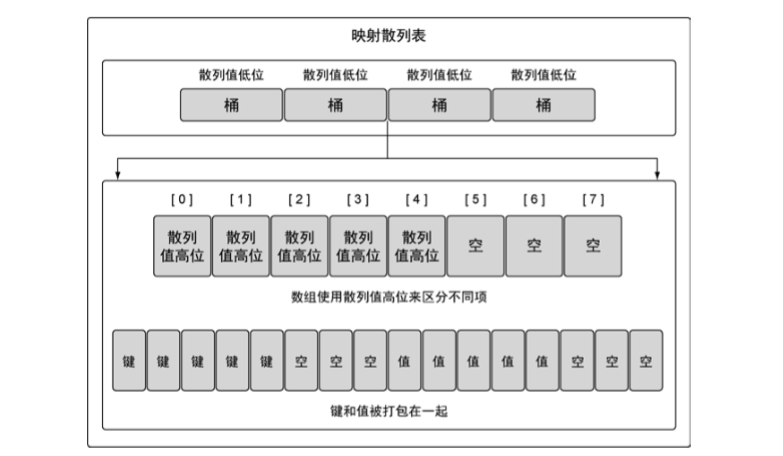 映射散列表
散列值低位 散列值低位 散列值低位 散列值低位
桶 桶 桶 桶
[0] [1] [2] [3] [4] [5] [6] [7]
散列 散列 散列 散列 散列 空 空 空
值高位 值高位 值高位 值高位 值高位
数组使用散列值高位来区分不同项
键 键 键 键 键 空 空 空 值 值 值 值 值 空 空 空
键和值被打包在一起